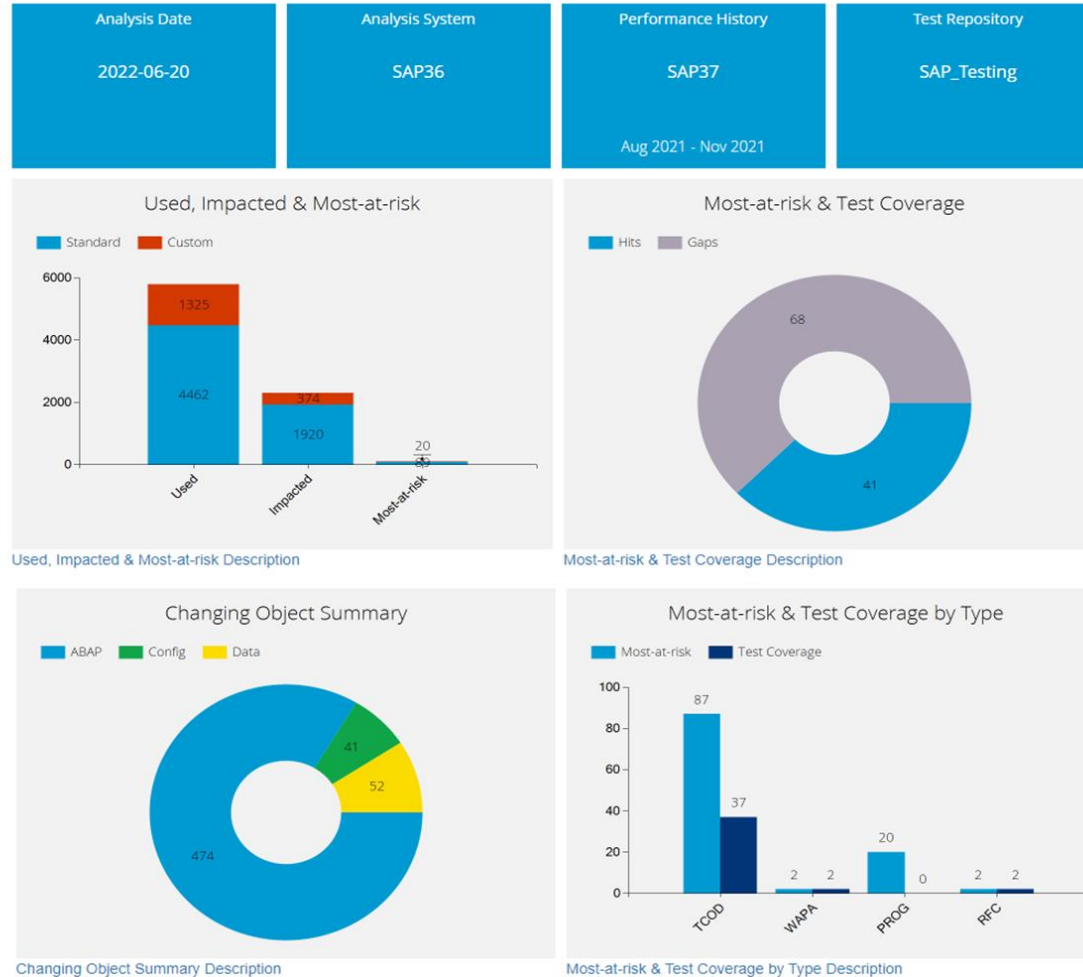 Analysis Date
2022-06-20
Analysis System
SAP36
Performance History
SAP37
Aug 2021 - Nov 2021
Test Repository
SAP_Testing
Used, Impacted & Most-at-risk
Standard Custom
6000
4000
2000
0
1325
4462
374
1920
20
Used
Impacted
Most-at-risk
Used, Impacted & Most-at-risk Description
Most-at-risk & Test Coverage
Hits Gaps
68
41
Most-at-risk & Test Coverage Description
Changing Object Summary
ABAP Config Data
41
52
474
Changing Object Summary Description
Most-at-risk & Test Coverage by Type
Most-at-risk Test Coverage
100
80
60
40
20
0
87
37
2
2
20
0
2
2
TCOD
WAPA
PROG
RFC
Most-at-risk & Test Coverage by Type Description